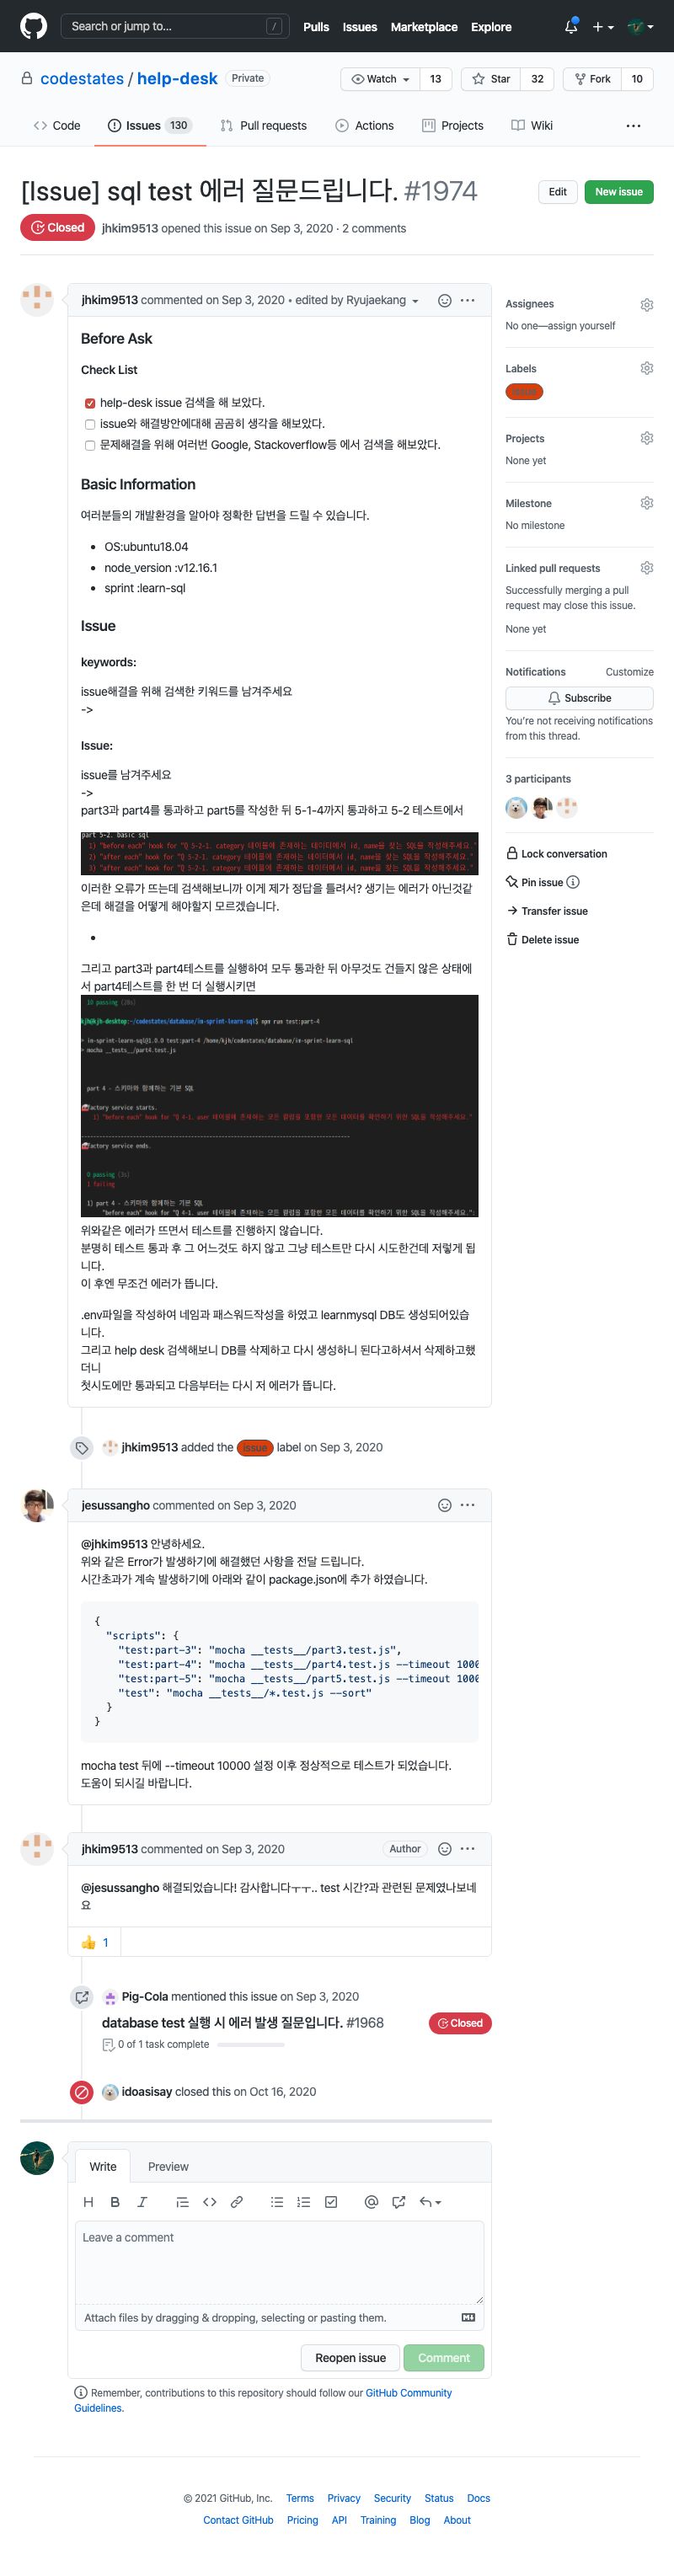 Search or jump to...
/
Pulls Issues Marketplace Explore
codestates / help-desk Private
Watch 13 Star 32 Fork 10
Code Issues 130 Pull requests Actions Projects Wiki ...
[Issue] sql test 에러 질문드립니다. #1974
Edit New issue
Closed jhkim9513 opened this issue on Sep 3, 2020 · 2 comments
jhkim9513 commented on Sep 3, 2020 • edited by Ryujaekang
Before Ask
Check List
help-desk issue 검색을 해 보았다.
issue와 해결방안에대해 곰곰히 생각을 해보았다.
문제해결을 위해 여러번 Google, Stackoverflow등 에서 검색을 해보았다.
Basic Information
여러분들의 개발환경을 알아야 정확한 답변을 드릴 수 있습니다.
• OS:ubuntu18.04
• node_version :v12.16.1
• sprint :learn-sql
Issue
keywords:
issue해결을 위해 검색한 키워드를 남겨주세요
->
Issue:
issue를 남겨주세요
->
part3과 part4를 통과하고 part5를 작성한 뒤 5-1-4까지 통과하고 5-2 테스트에서
part 5-2. basic sql
1) "before each" hook for "Q 5-2-1. category 테이블에 존재하는 데이터에서 id, name을 찾는 SQL을 작성해주세요."
2) "after each" hook for "Q 5-2-1. category 테이블에 존재하는 데이터에서 id, name을 찾는 SQL을 작성해주세요."
3) "after each" hook for "Q 5-2-1. category 테이블에 존재하는 데이터에서 id, name을 찾는 SQL을 작성해주세요."
이러한 오류가 뜨는데 검색해보니까 이게 제가 정답을 틀려서? 생기는 에러가 아닌것같
은데 해결을 어떻게 해야할지 모르겠습니다.
•
그리고 part3과 part4테스트를 실행하여 모두 통과한 뒤 아무것도 건들지 않은 상태에
서 part4테스트를 한 번 더 실행시키면
10 passing (28s)
kjh@kjh-desktop:~/codestates/database/im-sprint-learn-sql$ npm run test:part-4
> im-sprint-learn-sql@1.0.0 test:part-4 /home/kjh/codestates/database/im-sprint-learn-sql
> mocha __tests__/part4.test.js
part 4 - 스키마와 함께하는 기본 SQL
factory service starts.
1) "before each" hook for "Q 4-1. user 테이블에 존재하는 모든 컬럼을 포함한 모든 데이터를 확인하기 위한 SQL을 작성해주세요."
factory service ends.
0 passing (3s)
1 failing
1) part 4 - 스키마와 함께하는 기본 SQL
"before each" hook for "Q 4-1. user 테이블에 존재하는 모든 컬럼을 포함한 모든 데이터를 확인하기 위한 SQL을 작성해주세요.":
위와같은 에러가 뜨면서 테스트를 진행하지 않습니다.
분명히 테스트 통과 후 그 어느것도 하지 않고 그냥 테스트만 다시 시도한건데 저렇게 됩
니다.
이 후엔 무조건 에러가 뜹니다.
.env파일을 작성하여 네임과 패스워드작성을 하였고 learnmysql DB도 생성되어있습
니다.
그리고 help desk 검색해보니 DB를 삭제하고 다시 생성하니 된다고하셔서 삭제하고했
더니
첫시도에만 통과되고 다음부터는 다시 저 에러가 뜹니다.
jhkim9513 added the issue label on Sep 3, 2020
jesussangho commented on Sep 3, 2020
@jhkim9513 안녕하세요.
위와 같은 Error가 발생하기에 해결했던 사항을 전달 드립니다.
시간초과가 계속 발생하기에 아래와 같이 package.json에 추가 하였습니다.
{
"scripts": {
"test:part-3": "mocha __tests__/part3.test.js",
"test:part-4": "mocha __tests__/part4.test.js --timeout 1000
"test:part-5": "mocha __tests__/part5.test.js --timeout 1000
"test": "mocha __tests__/*.test.js --sort"
}
}
mocha test 뒤에 --timeout 10000 설정 이후 정상적으로 테스트가 되었습니다.
도움이 되시길 바랍니다.
jhkim9513 commented on Sep 3, 2020 Author
@jesussangho 해결되었습니다! 감사합니다ㅜㅜ.. test 시간?과 관련된 문제였나보네
요
👍 1
Pig-Cola mentioned this issue on Sep 3, 2020
database test 실행 시 에러 발생 질문입니다. #1968 Closed
0 of 1 task complete
idoasisay closed this on Oct 16, 2020
Write Preview
Leave a comment
Attach files by dragging & dropping, selecting or pasting them.
Reopen issue Comment
Remember, contributions to this repository should follow our GitHub Community
Guidelines.
Assignees
No one—assign yourself
Labels
issue
Projects
None yet
Milestone
No milestone
Linked pull requests
Successfully merging a pull
request may close this issue.
None yet
Notifications Customize
Subscribe
You're not receiving notifications
from this thread.
3 participants
Lock conversation
Pin issue
Transfer issue
Delete issue
© 2021 GitHub, Inc. Terms Privacy Security Status Docs
Contact GitHub Pricing API Training Blog About